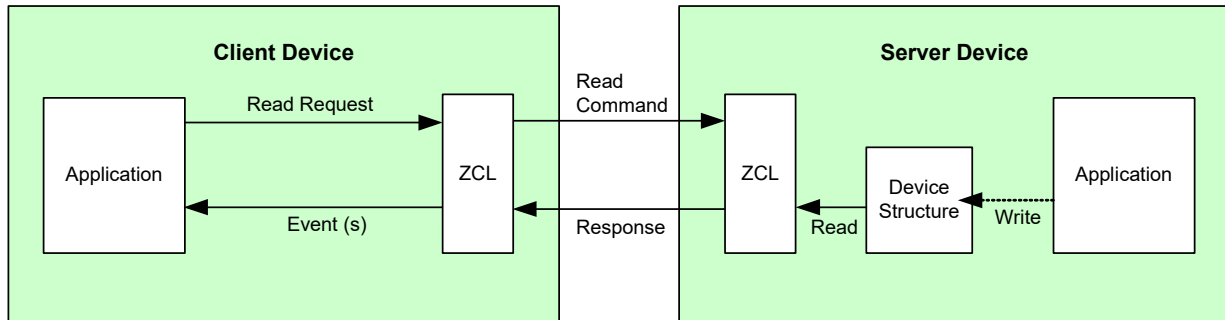 Client Device
Server Device
Read Request
Read
Command
Application
ZCL
ZCL
Device
Structure
Application
Event (s)
Response
Read
Write